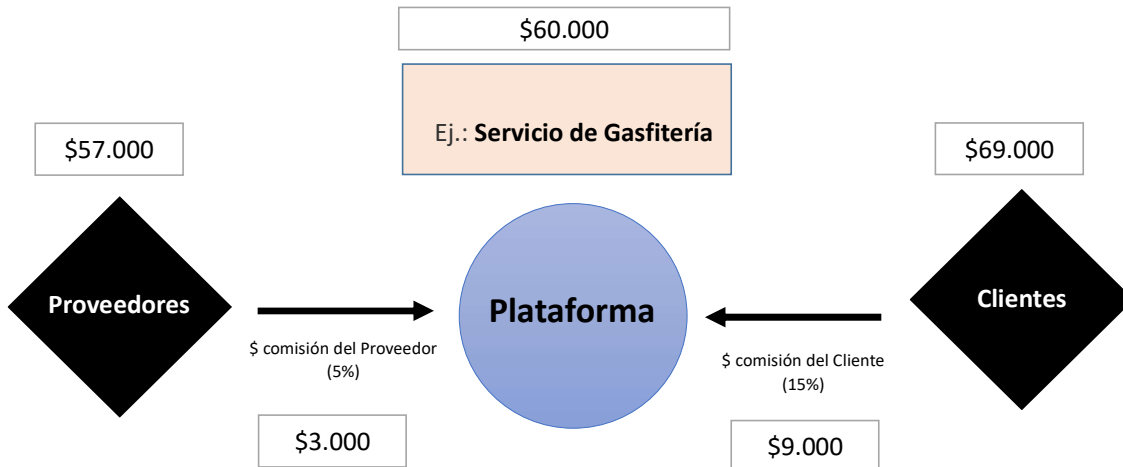 $60.000
Ej.: Servicio de Gasfitería
$57.000
$69.000
Proveedores
Plataforma
Clientes
$ comisión del Proveedor
(5%)
$ comisión del Cliente
(15%)
$3.000
$9.000